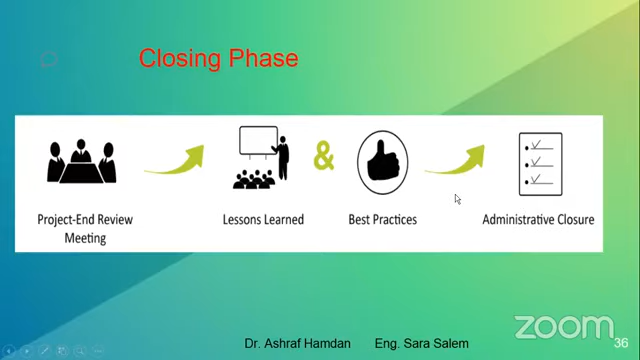 Closing Phase
&
Project-End Review
Meeting
Lessons Learned
Best Practices
Administrative Closure
zoom
Dr. Ashraf Hamdan Eng. Sara Salem
36